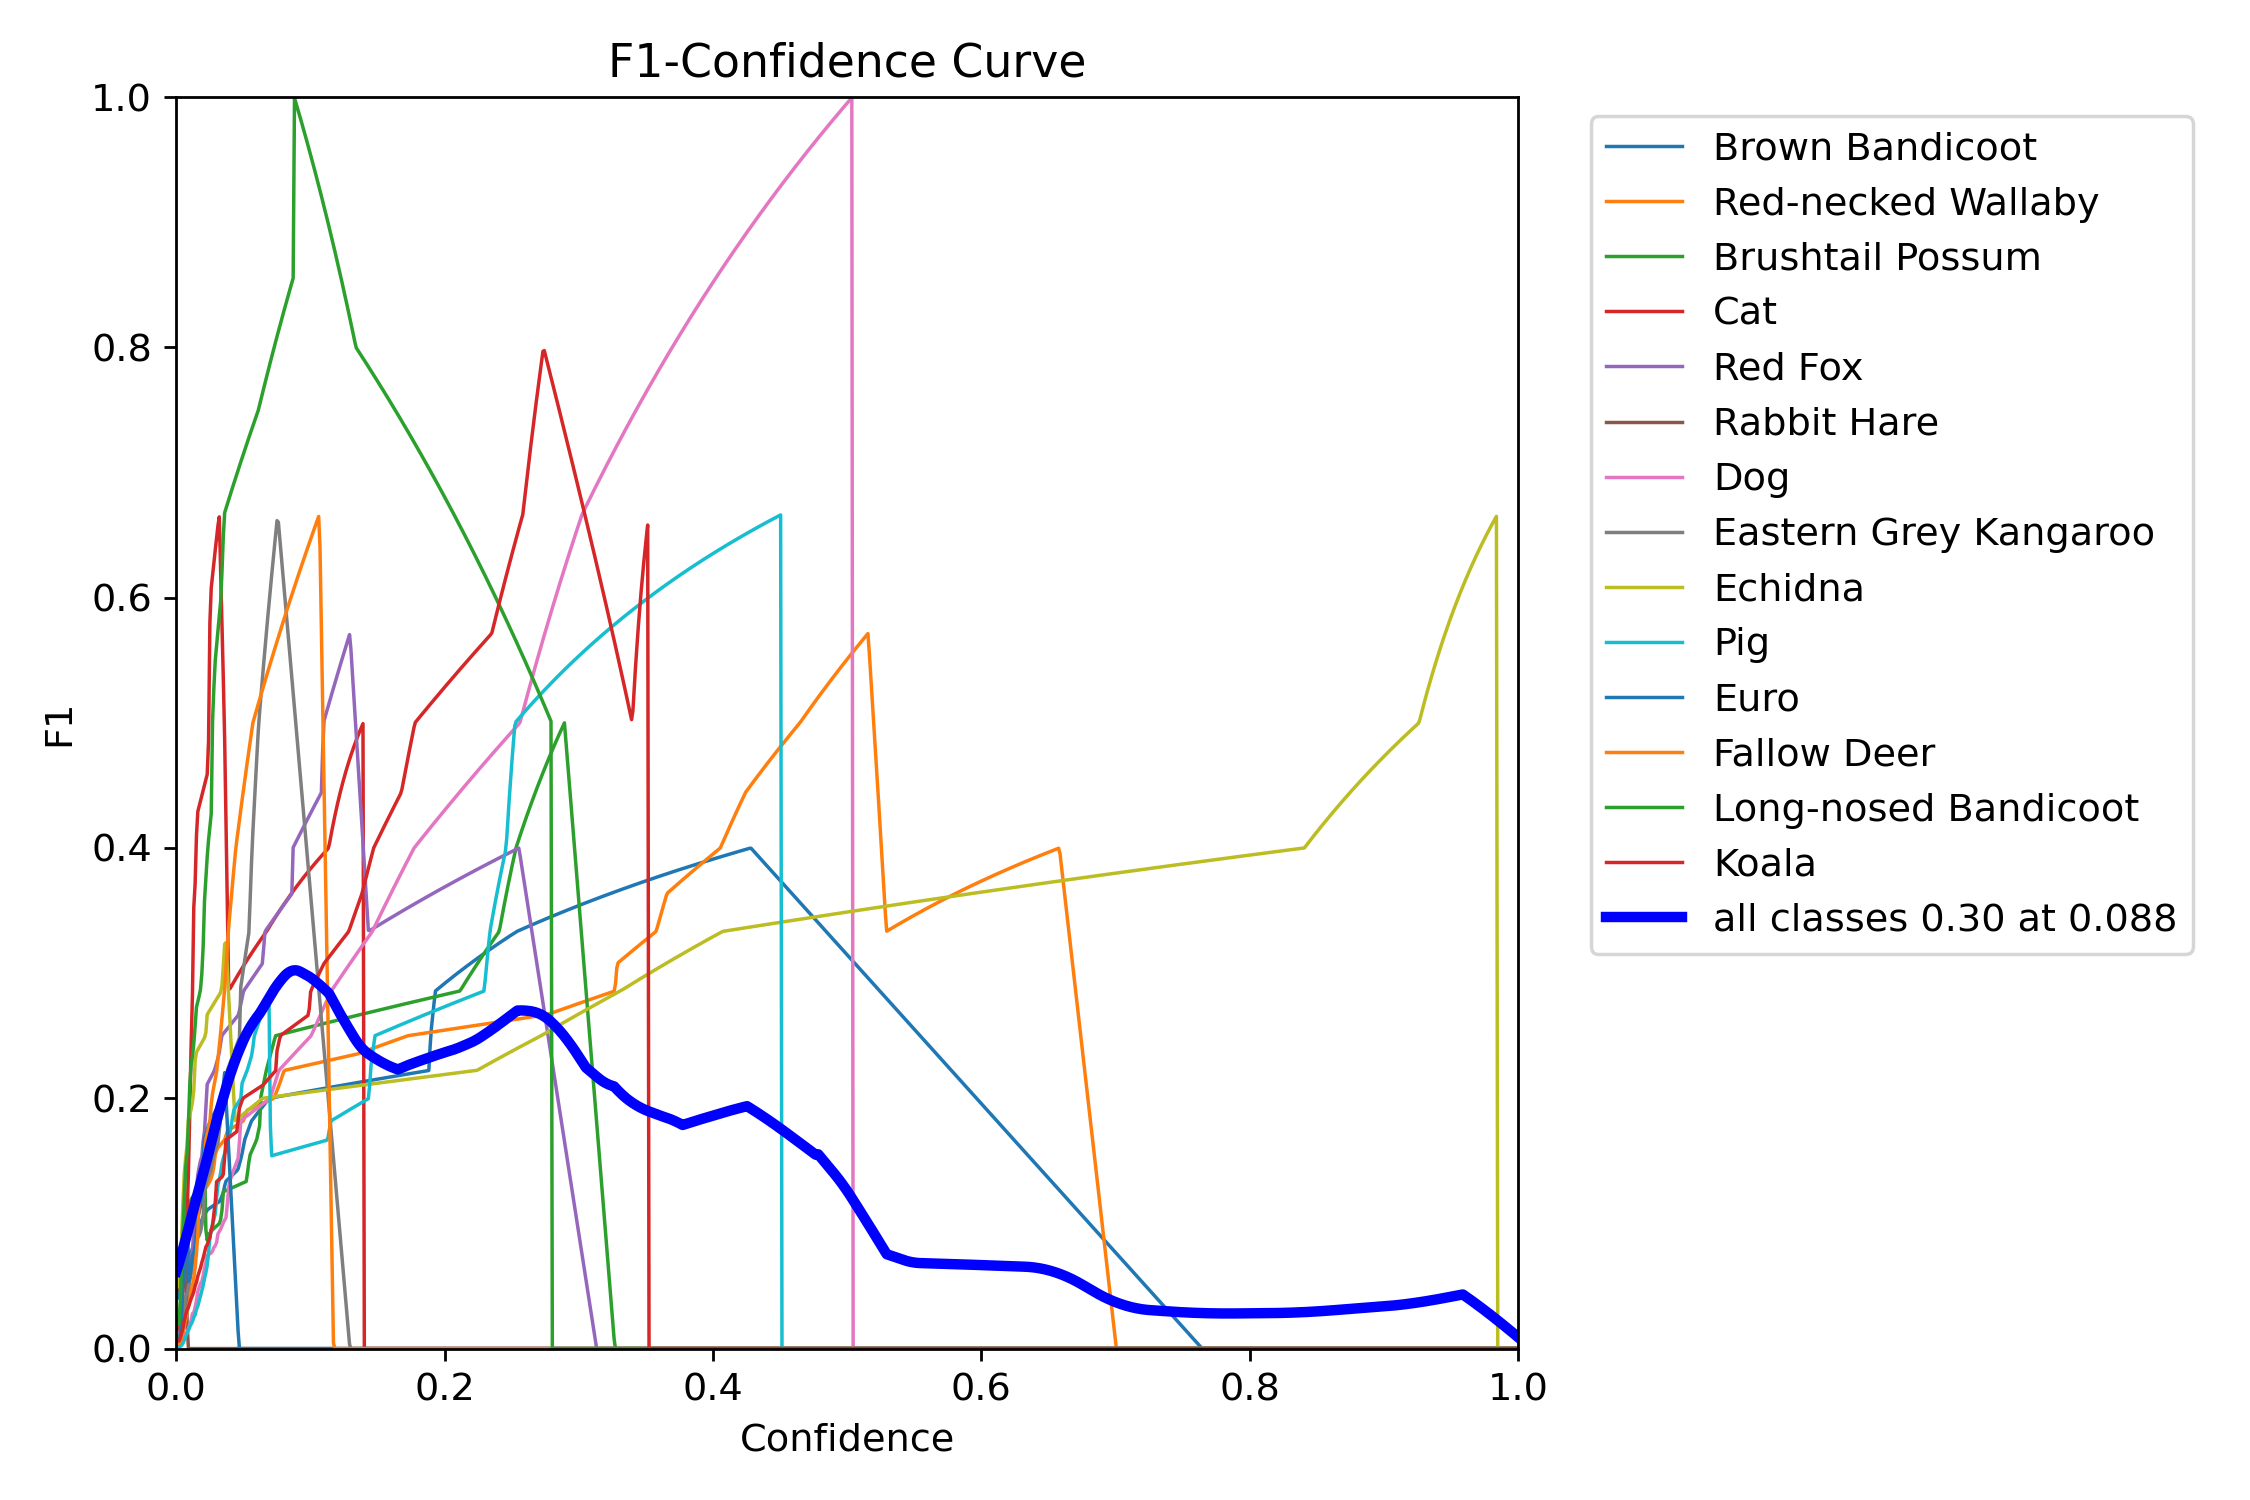 F1-Confidence Curve
1.0
0.8
0.6
0.4
0.2
0.0
F1
0.0 0.2 0.4 0.6 0.8 1.0
Confidence
Brown Bandicoot
Red-necked Wallaby
Brushtail Possum
Cat
Red Fox
Rabbit Hare
Dog
Eastern Grey Kangaroo
Echidna
Pig
Euro
Fallow Deer
Long-nosed Bandicoot
Koala
all classes 0.30 at 0.088